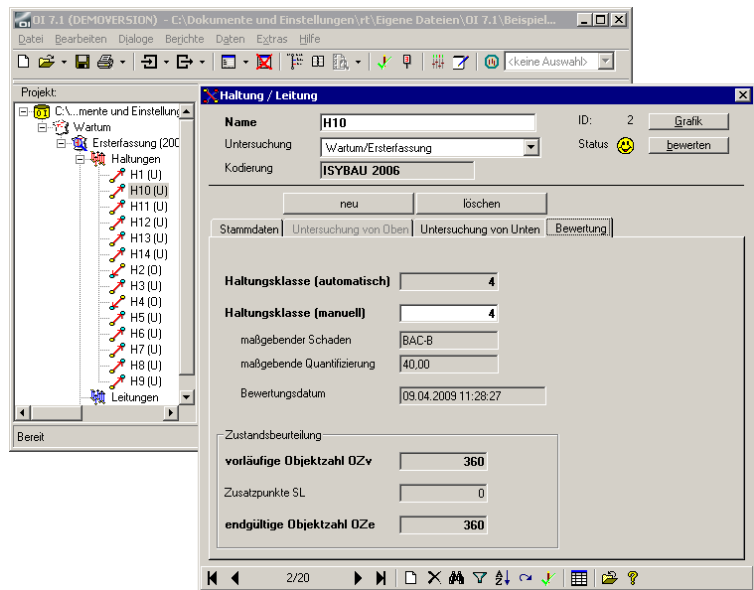 OI 7.1 (DEMOVERSION) - C:\Dokumente und Einstellungen\rt\Eigene Dateien\OI 7.1\Beispiel...
Datei Bearbeiten Dialoge Berichte Daten Extras Hilfe
<keine Auswahl>
Projekt:
C:\...mente und Einstellung
Wartum
Ersterfassung (200
Haltungen
H1 (U)
H10 (U)
H11 (U)
H12 (U)
H13 (U)
H14 (U)
H2 (O)
H3 (U)
H4 (O)
H5 (U)
H6 (U)
H7 (U)
H8 (U)
H9 (U)
Leitungen
Bereit
Haltung / Leitung
Name H10 ID: 2 Grafik
Untersuchung Wartum/Ersterfassung Status bewerten
Kodierung ISYBAU 2006
neu löschen
Stammdaten Untersuchung von Oben Untersuchung von Unten Bewertung
Haltungsklasse (automatisch) 4
Haltungsklasse (manuell) 4
maßgebender Schaden BAC-B
maßgebende Quantifizierung 40,00
Bewertungsdatum 09.04.2009 11:28:27
Zustandsbeurteilung
vorläufige Objektzahl OZv 360
Zusatzpunkte SL 0
endgültige Objektzahl OZe 360
2/20